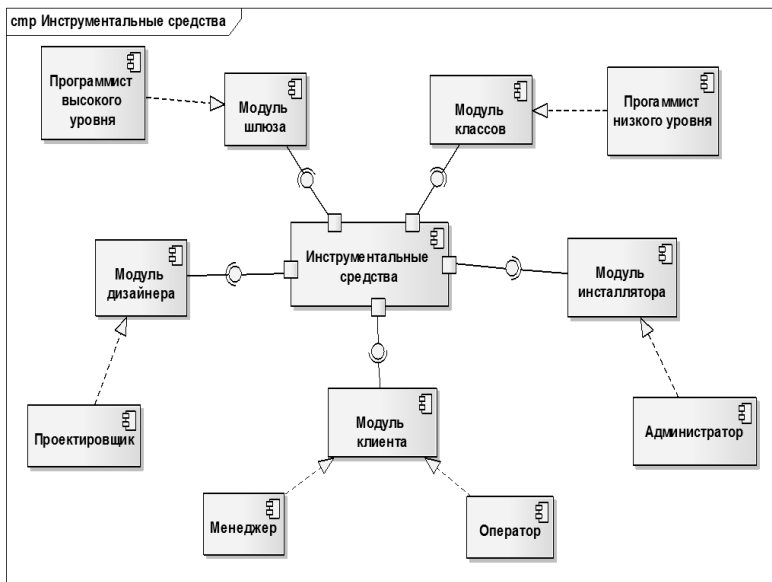 cmp Инструментальные средства
Программист
высокого
уровня
Модуль
шлюза
Модуль
классов
Прогаммист
низкого уровня
Модуль
дизайнера
Инструментальные
средства
Модуль
инсталлятора
Проектировщик
Модуль
клиента
Администратор
Менеджер
Оператор